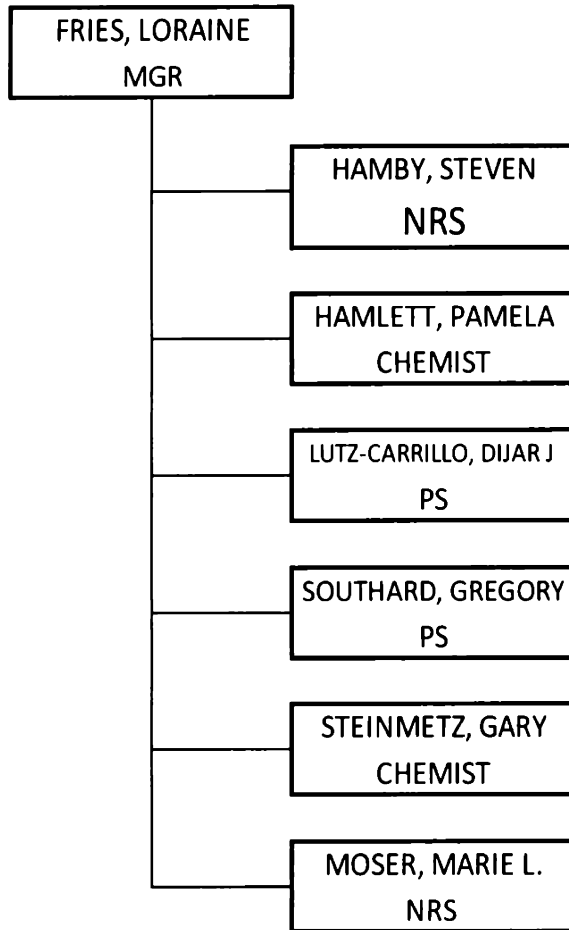 FRIES, LORAINE
MGR
HAMBY, STEVEN
NRS
HAMLETT, PAMELA
CHEMIST
LUTZ-CARRILLO, DIJAR J
PS
SOUTHARD, GREGORY
PS
STEINMETZ, GARY
CHEMIST
MOSER, MARIE L.
NRS